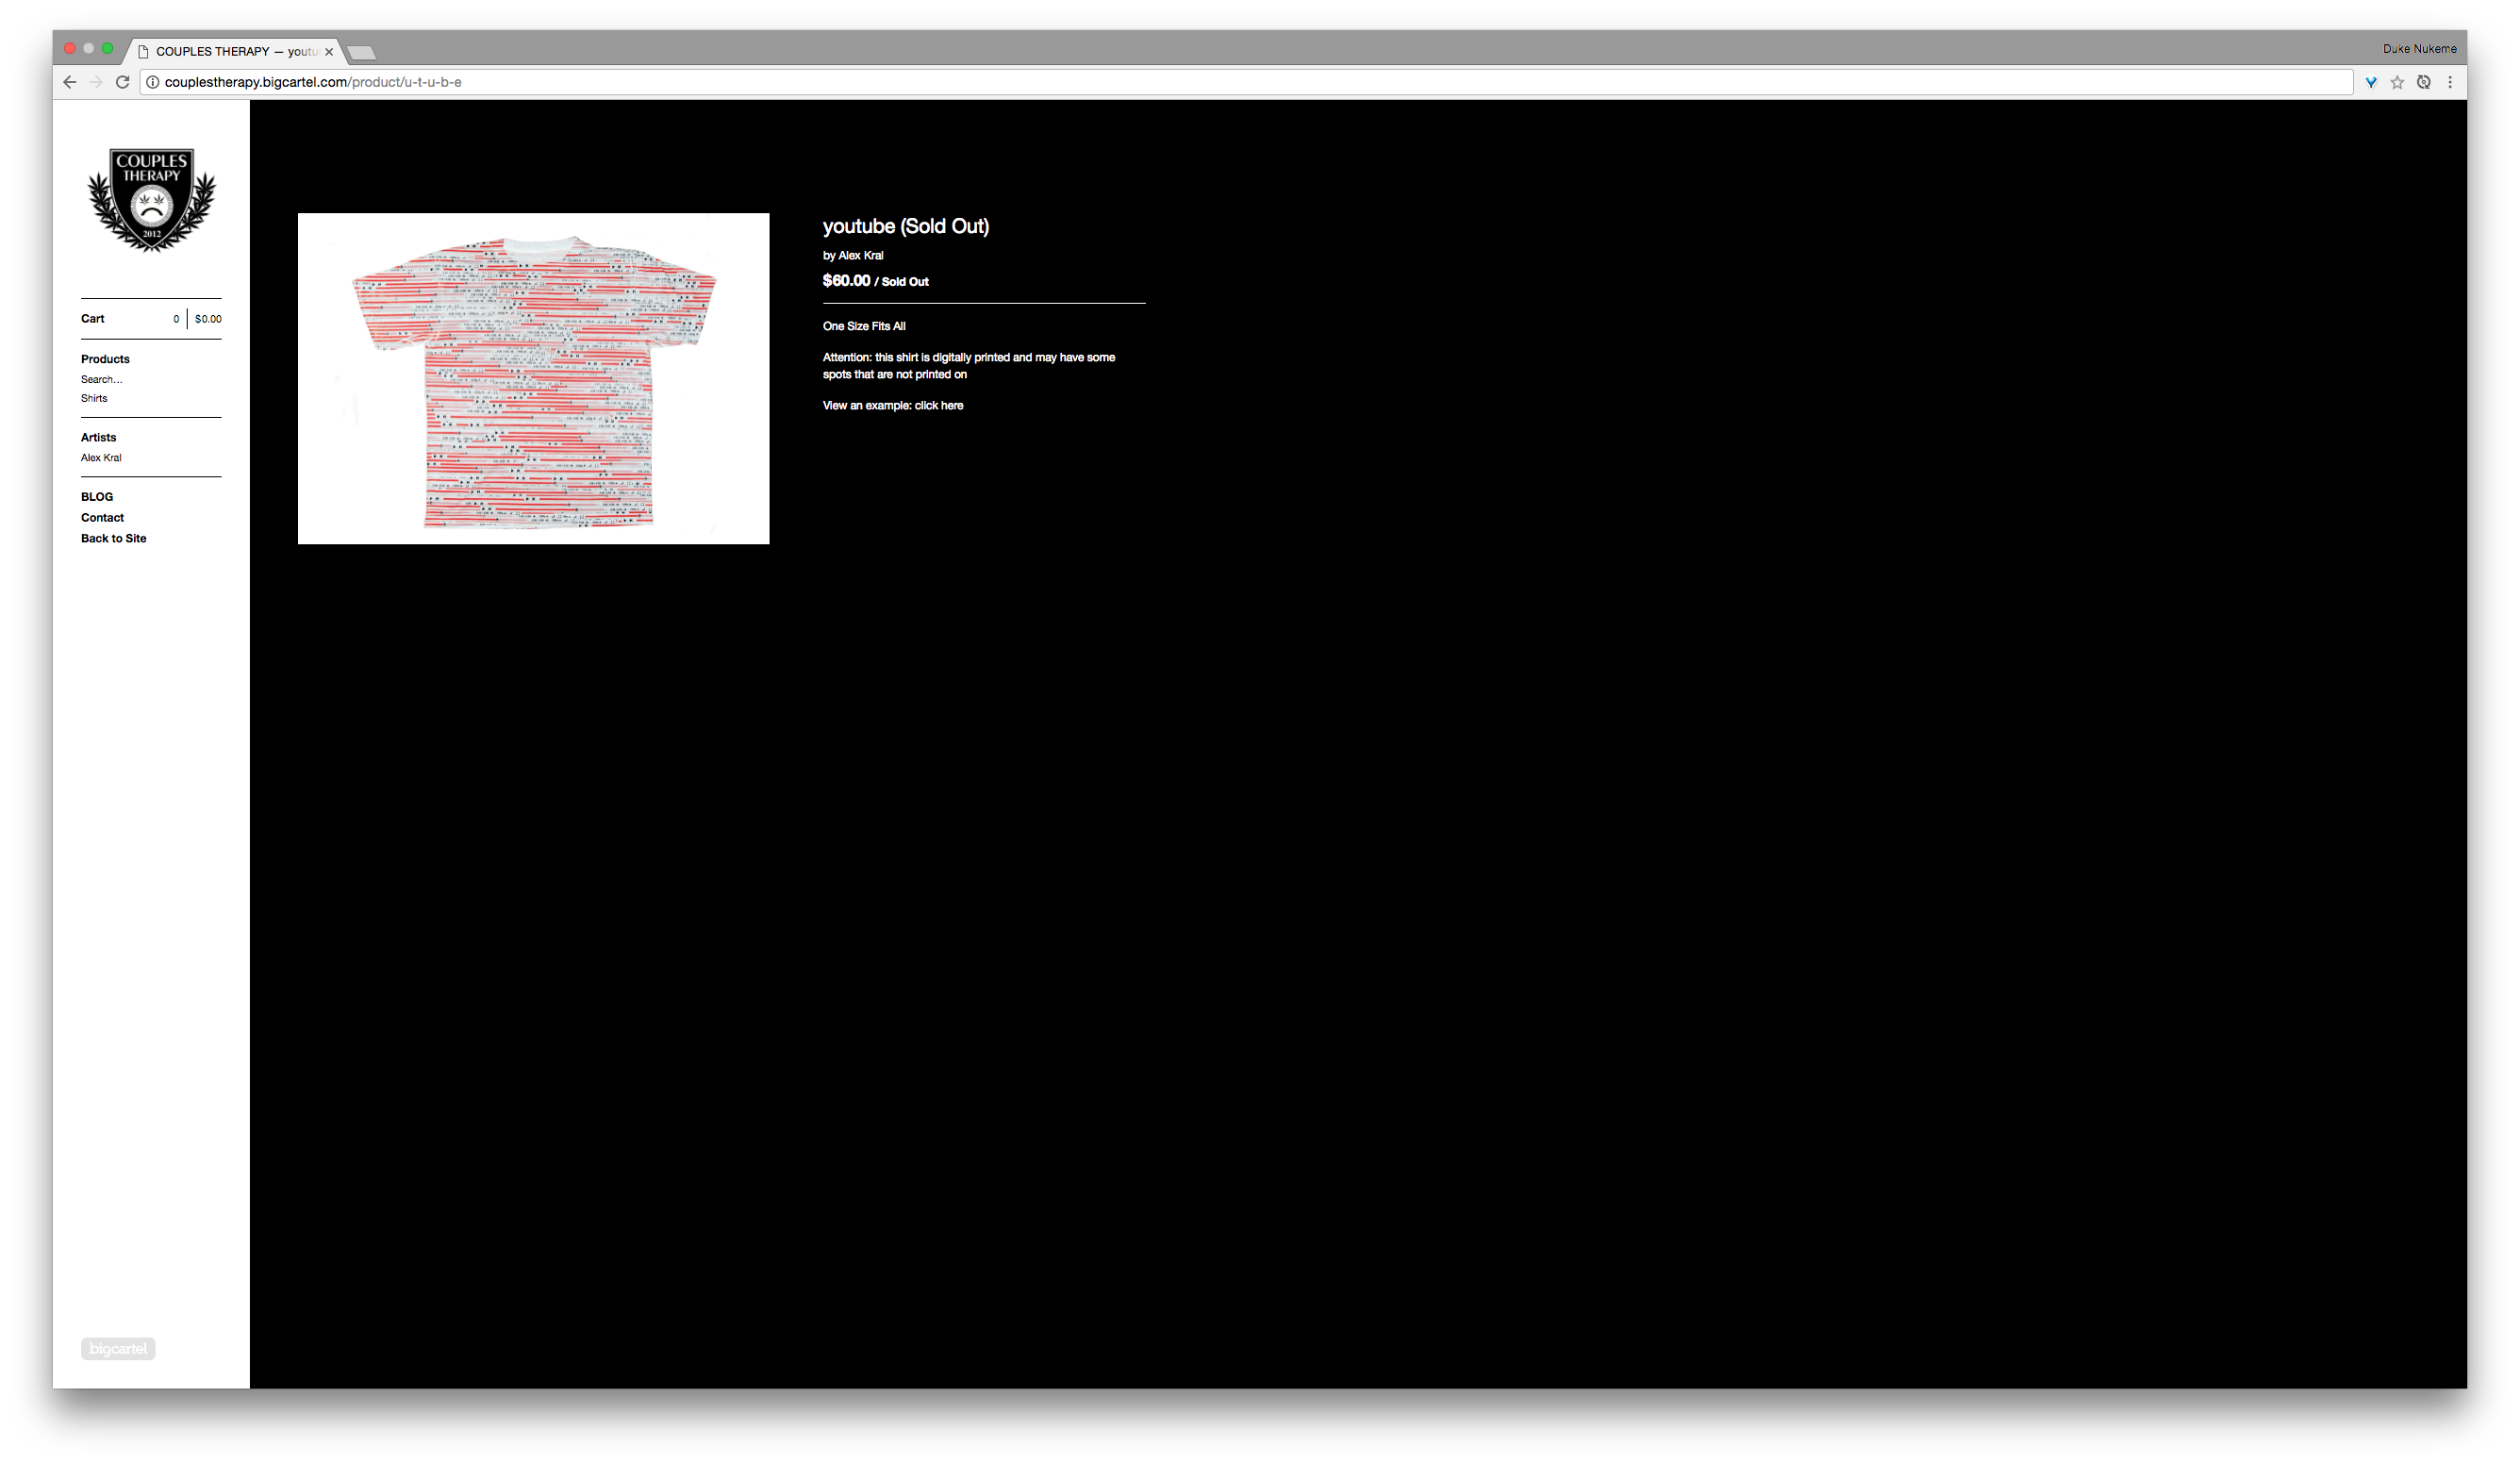 COUPLES THERAPY — youtu
Duke Nukeme
couplestherapy.bigcartel.com/product/u-t-u-b-e
COUPLES
THERAPY
2012
Cart 0 $0.00
Products
Search...
Shirts
Artists
Alex Kral
BLOG
Contact
Back to Site
youtube (Sold Out)
by Alex Kral
$60.00 / Sold Out
One Size Fits All
Attention: this shirt is digitally printed and may have some
spots that are not printed on
View an example: click here
bigcartel